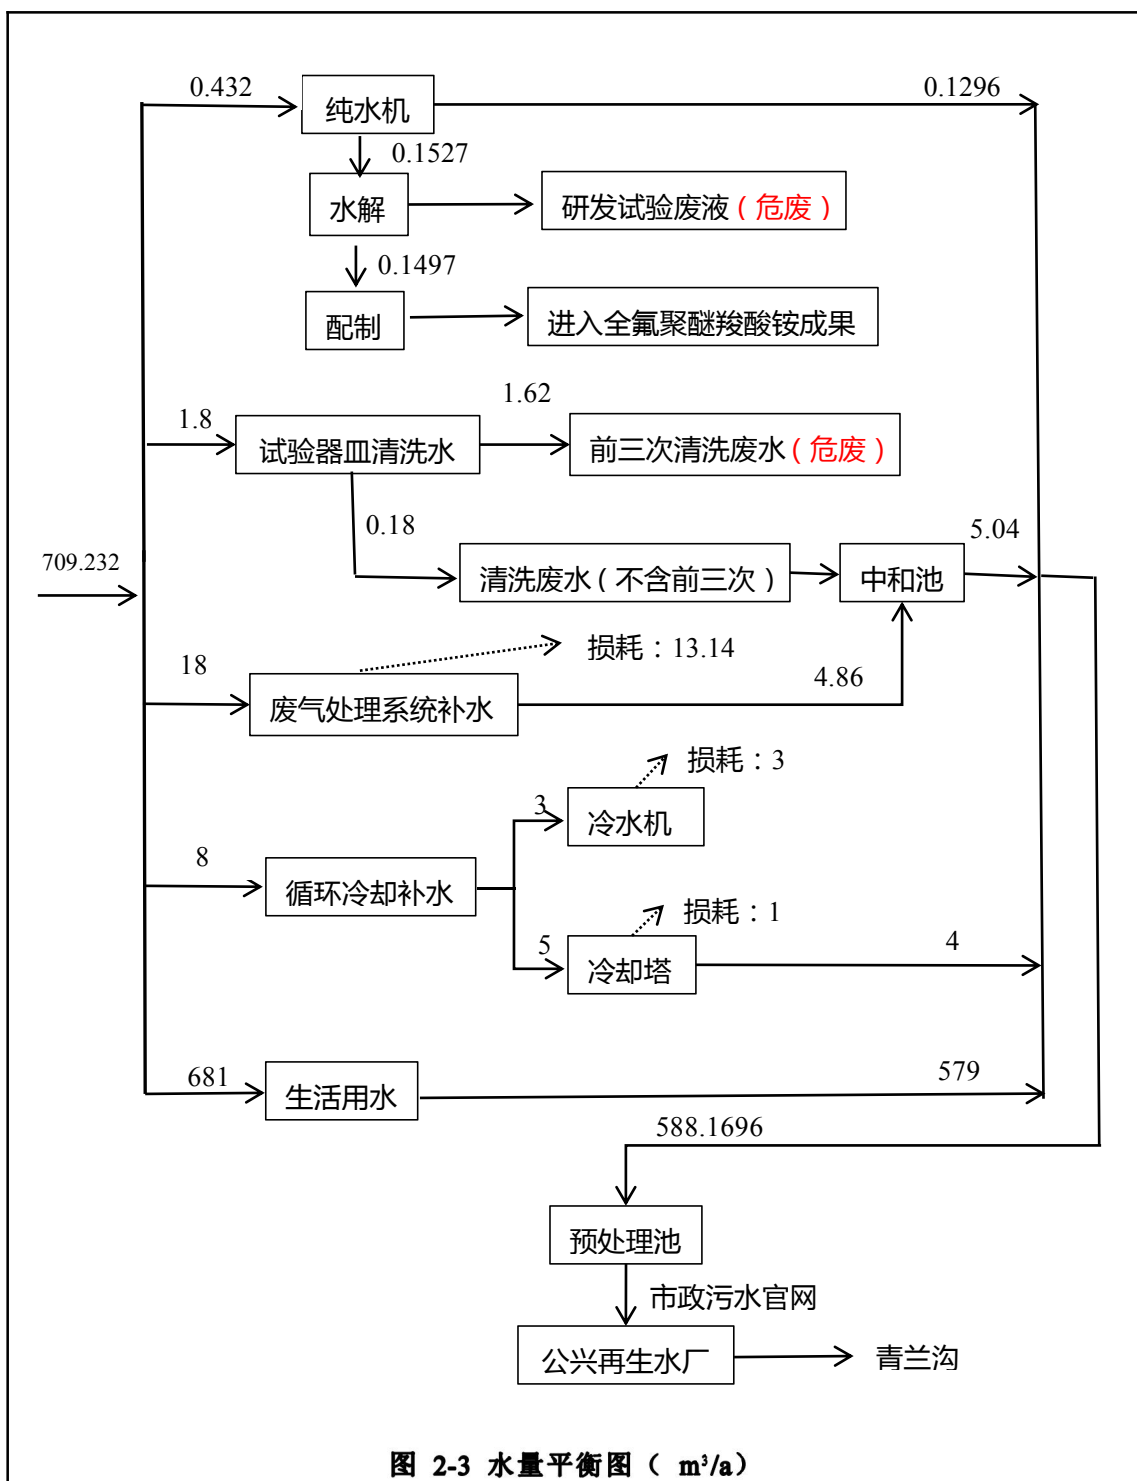 0.432
纯水机
0.1296
0.1527
水解
研发试验废液（危废）
0.1497
配制
进入全氟聚醚羧酸铵成果
1.8
试验器皿清洗水
1.62
前三次清洗废水（危废）
0.18
清洗废水（不含前三次）
中和池
5.04
709.232
损耗：13.14
18
废气处理系统补水
4.86
损耗：3
3
冷水机
8
循环冷却补水
损耗：1
5
冷却塔
4
681
生活用水
579
588.1696
预处理池
市政污水官网
公兴再生水厂
青兰沟
图 2-3 水量平衡图（ m³/a）